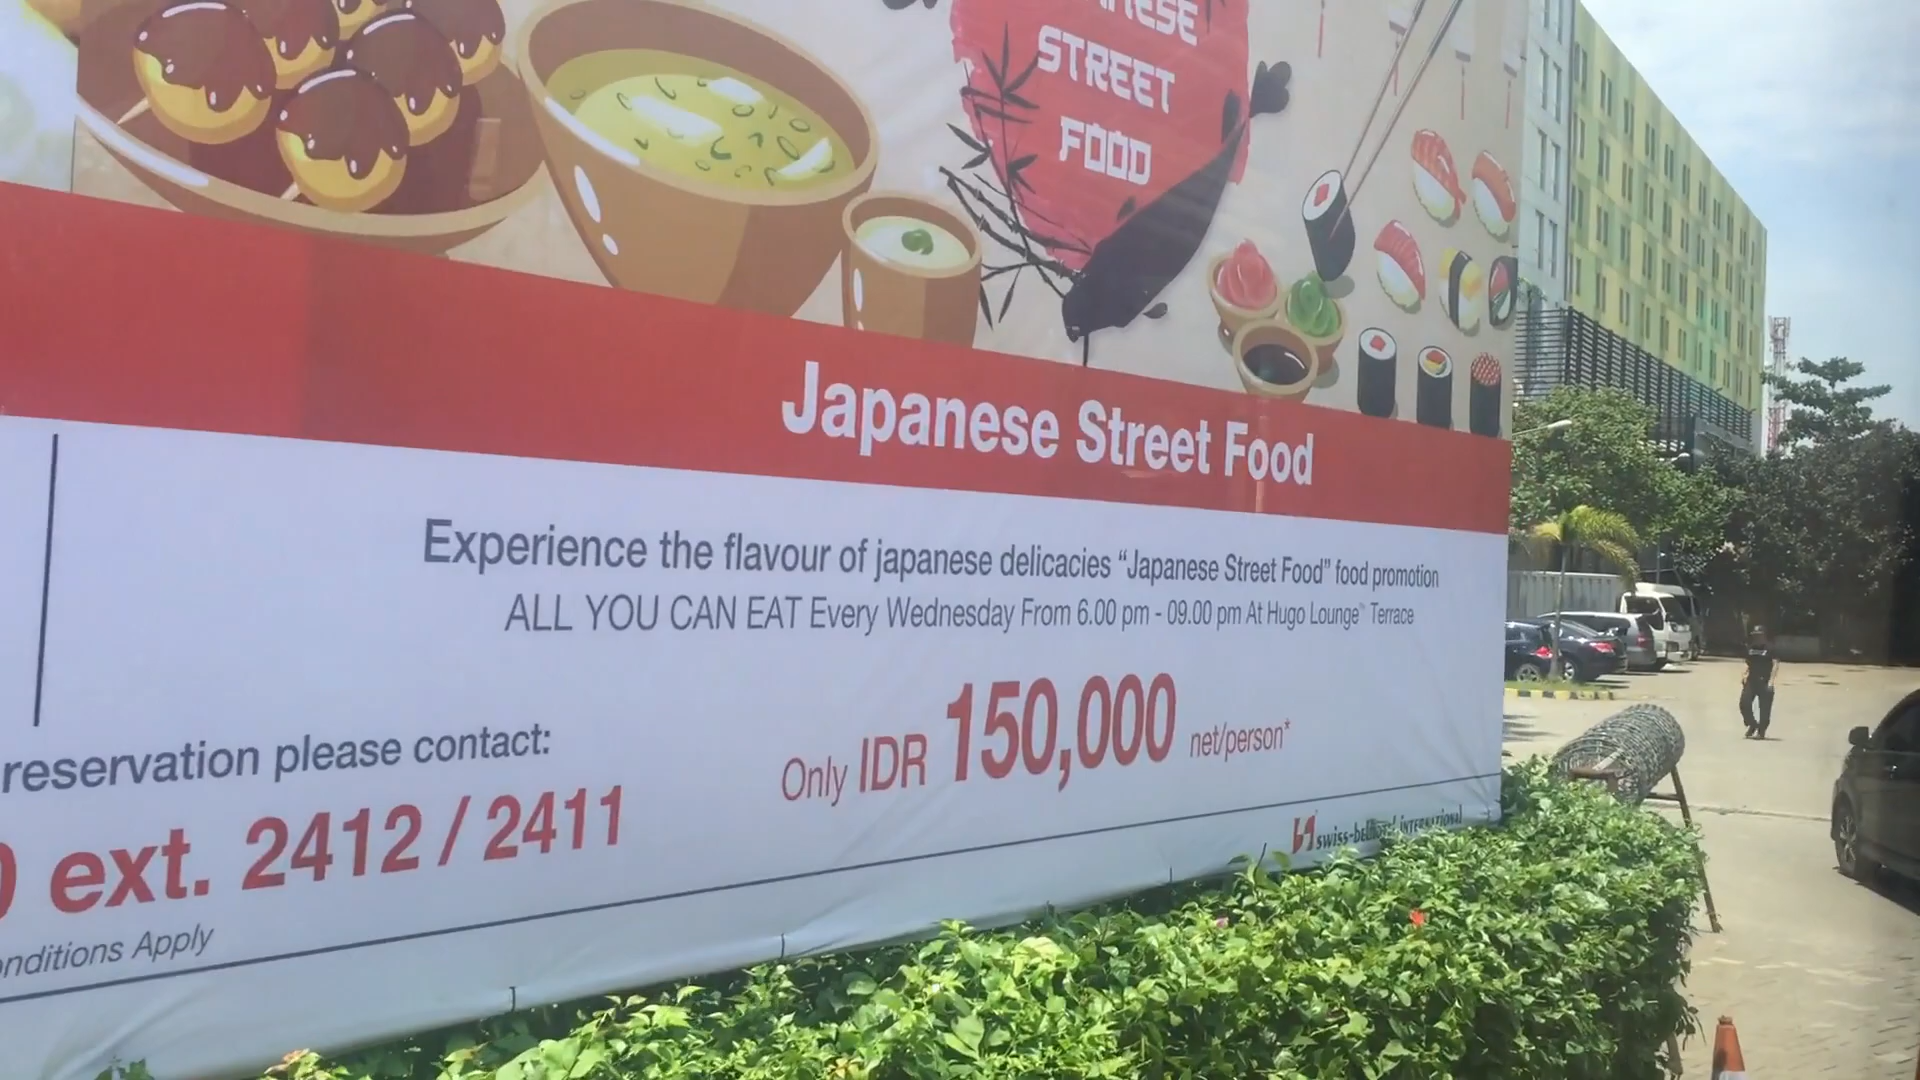 STREET
FOOD
Japanese Street Food
Experience the flavour of japanese delicacies “Japanese Street Food” food promotion
ALL YOU CAN EAT Every Wednesday From 6.00 pm - 09.00 pm At Hugo Lounge™ Terrace
reservation please contact:
ext. 2412 / 2411
Only IDR 150,000 net/person*
Apply
swiss-belhotel INTERNATIONAL